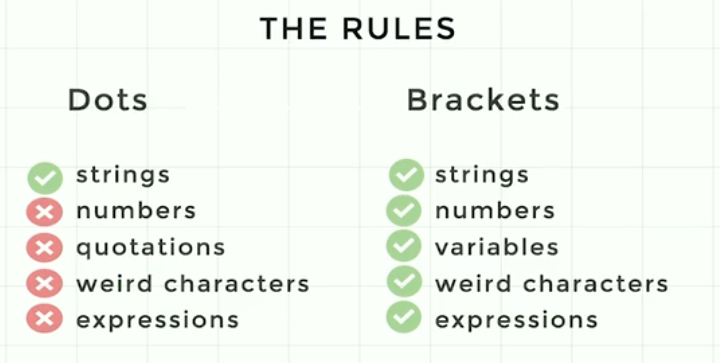 THE RULES
Dots
strings
numbers
quotations
weird characters
expressions
Brackets
strings
numbers
variables
weird characters
expressions